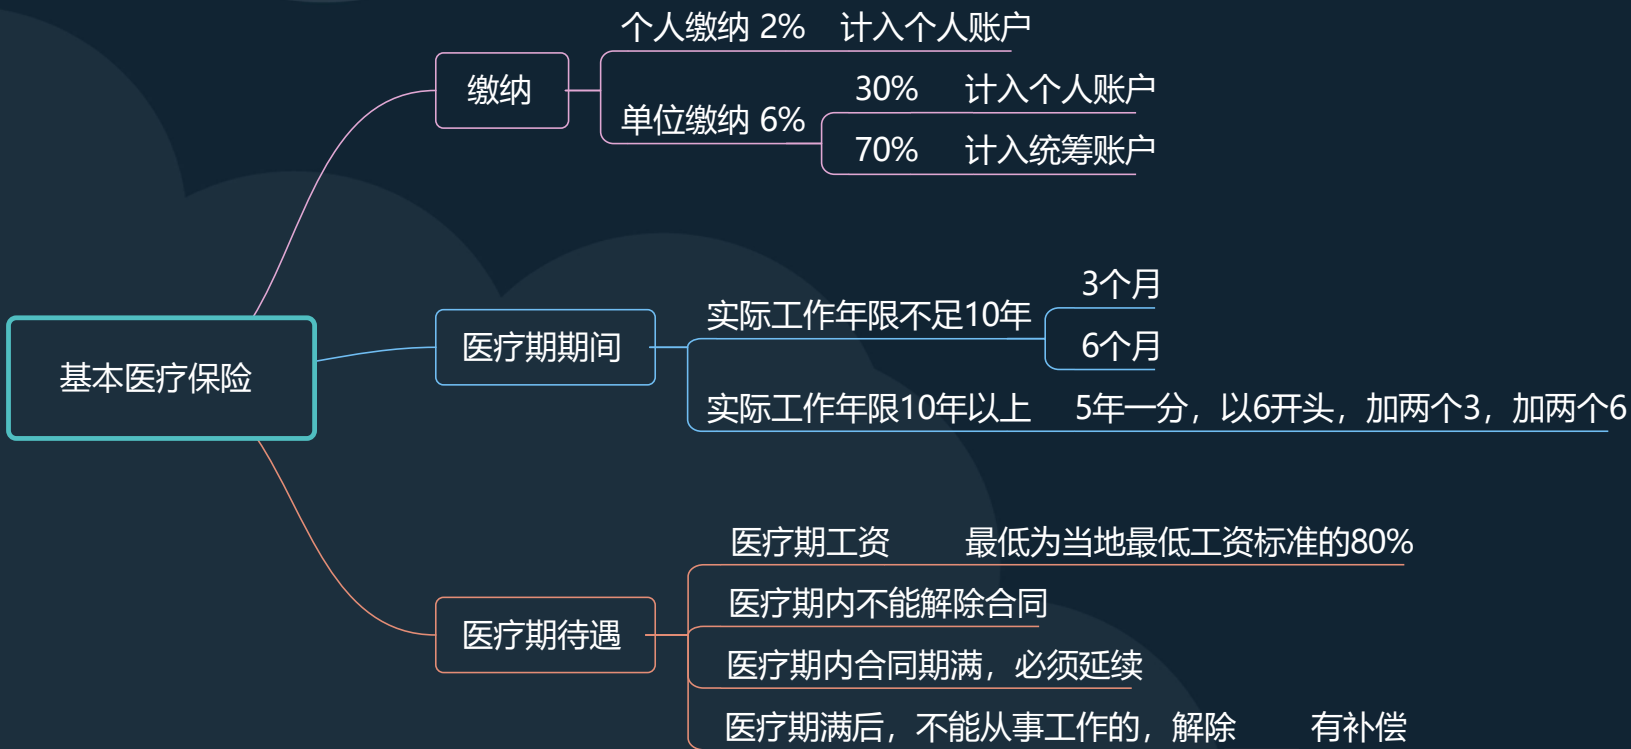 个人缴纳 2% 计入个人账户
缴纳
30% 计入个人账户
单位缴纳 6%
70% 计入统筹账户
3个月
实际工作年限不足10年
医疗期期间
6个月
基本医疗保险
实际工作年限10年以上 5年一分，以6开头，加两个3，加两个6
医疗期工资 最低为当地最低工资标准的80%
医疗期内不能解除合同
医疗期待遇
医疗期内合同期满，必须延续
医疗期满后，不能从事工作的，解除 有补偿